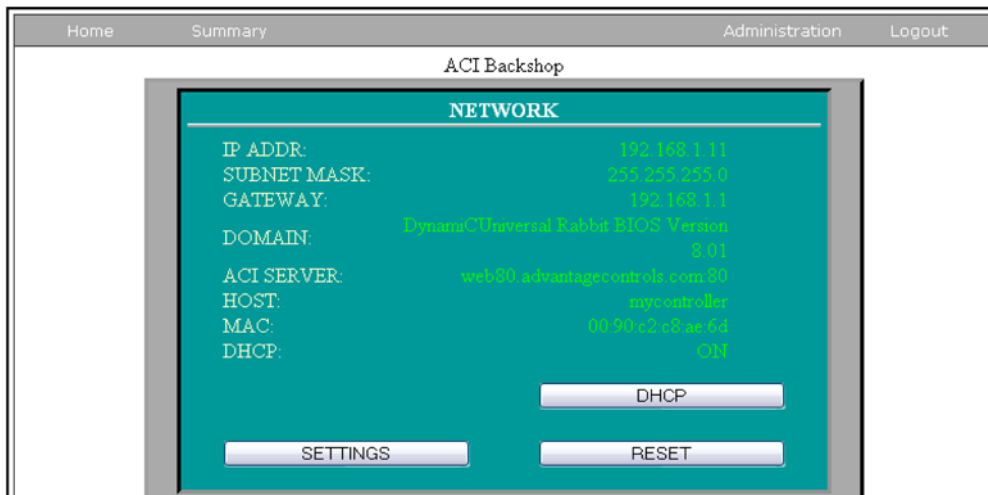 Home Summary Administration Logout
ACI Backshop
NETWORK
IP ADDR: 192.168.1.11
SUBNET MASK: 255.255.255.0
GATEWAY: 192.168.1.1
DOMAIN: DynamiCUniversal Rabbit BIOS Version
8.01
ACI SERVER: web80.advantagecontrols.com:80
HOST: mycontroller
MAC: 00:90:c2:c8:ae:6d
DHCP: ON
DHCP
SETTINGS RESET